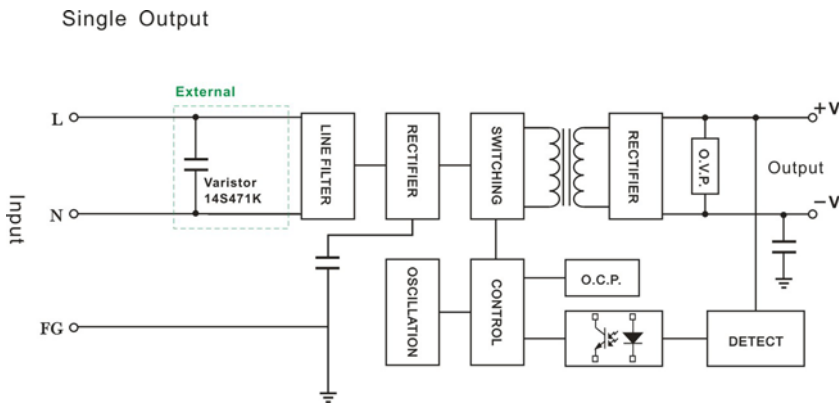 Single Output
External
L
Varistor
14S471K
N
FG
Input
LINE FILTER
RECTIFIER
SWITCHING
RECTIFIER
O.V.P.
+V
Output
−V
OSCILLATION
CONTROL
O.C.P.
DETECT